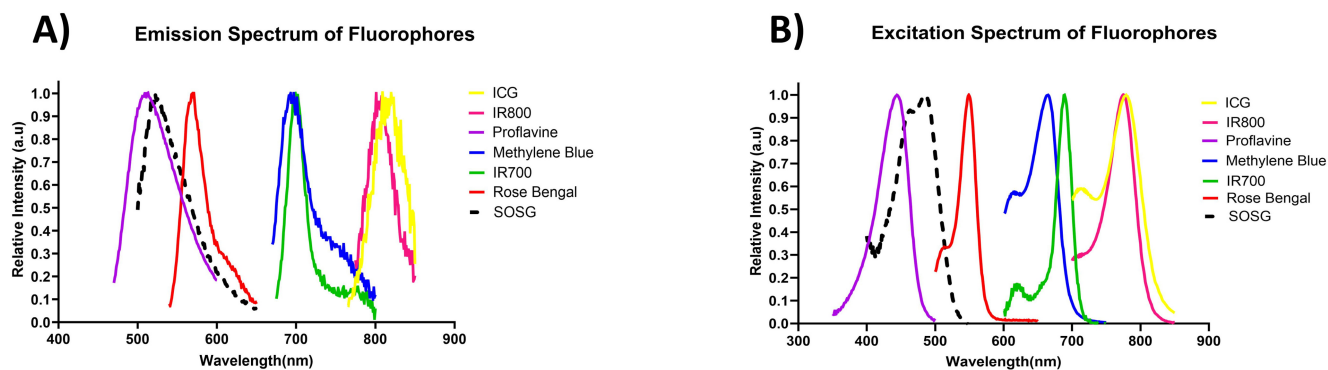 A)
Emission Spectrum of Fluorophores
Relative Intensity (a.u)
1.0
0.9
0.8
0.7
0.6
0.5
0.4
0.3
0.2
0.1
0.0
400 500 600 700 800 900
Wavelength(nm)
ICG
IR800
Proflavine
Methylene Blue
IR700
Rose Bengal
SOSG
B)
Excitation Spectrum of Fluorophores
Relative Intensity (a.u)
1.0
0.9
0.8
0.7
0.6
0.5
0.4
0.3
0.2
0.1
0.0
300 400 500 600 700 800 900
Wavelength(nm)
ICG
IR800
Proflavine
Methylene Blue
IR700
Rose Bengal
SOSG